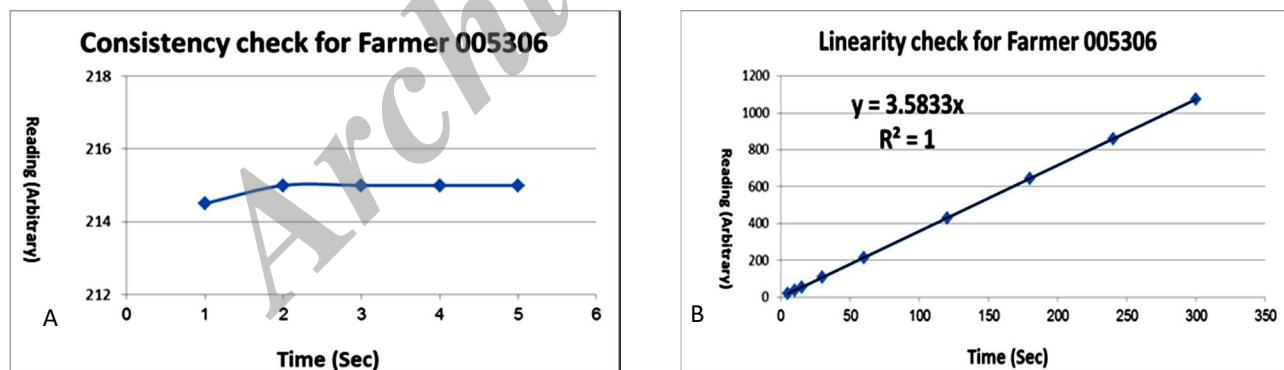 Consistency check for Farmer 005306
218
216
214
212
Reading (Arbitrary)
0 1 2 3 4 5 6
Time (Sec)
A
Linearity check for Farmer 005306
y = 3.5833x
R² = 1
1200
1000
800
600
400
200
0
Reading (Arbitrary)
0 50 100 150 200 250 300 350
Time (Sec)
B